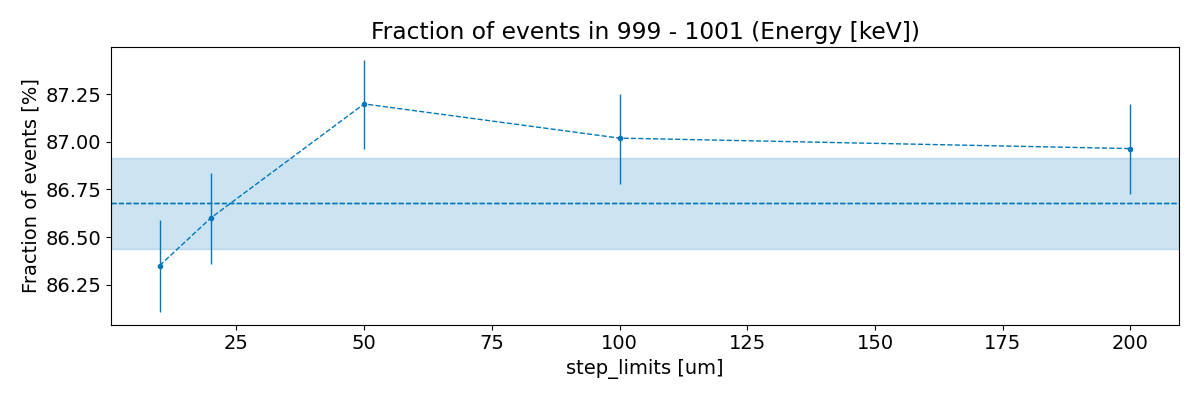 Fraction of events in 999 - 1001 (Energy [keV])
Fraction of events [%]
87.25
87.00
86.75
86.50
86.25
25 50 75 100 125 150 175 200
step_limits [um]